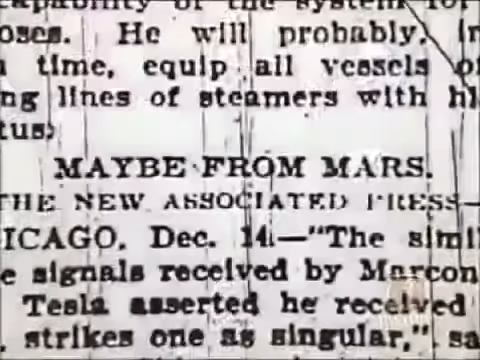 capability of the system for
oses. He will probably, in
time, equip all vessels of
ng lines of steamers with hi
tus.
MAYBE FROM MARS.
THE NEW ASSOCIATED PRESS—
ICAGO, Dec. 14.—"The simil
e signals received by Marcon
Tesla asserted he received
strikes one as singular," sa